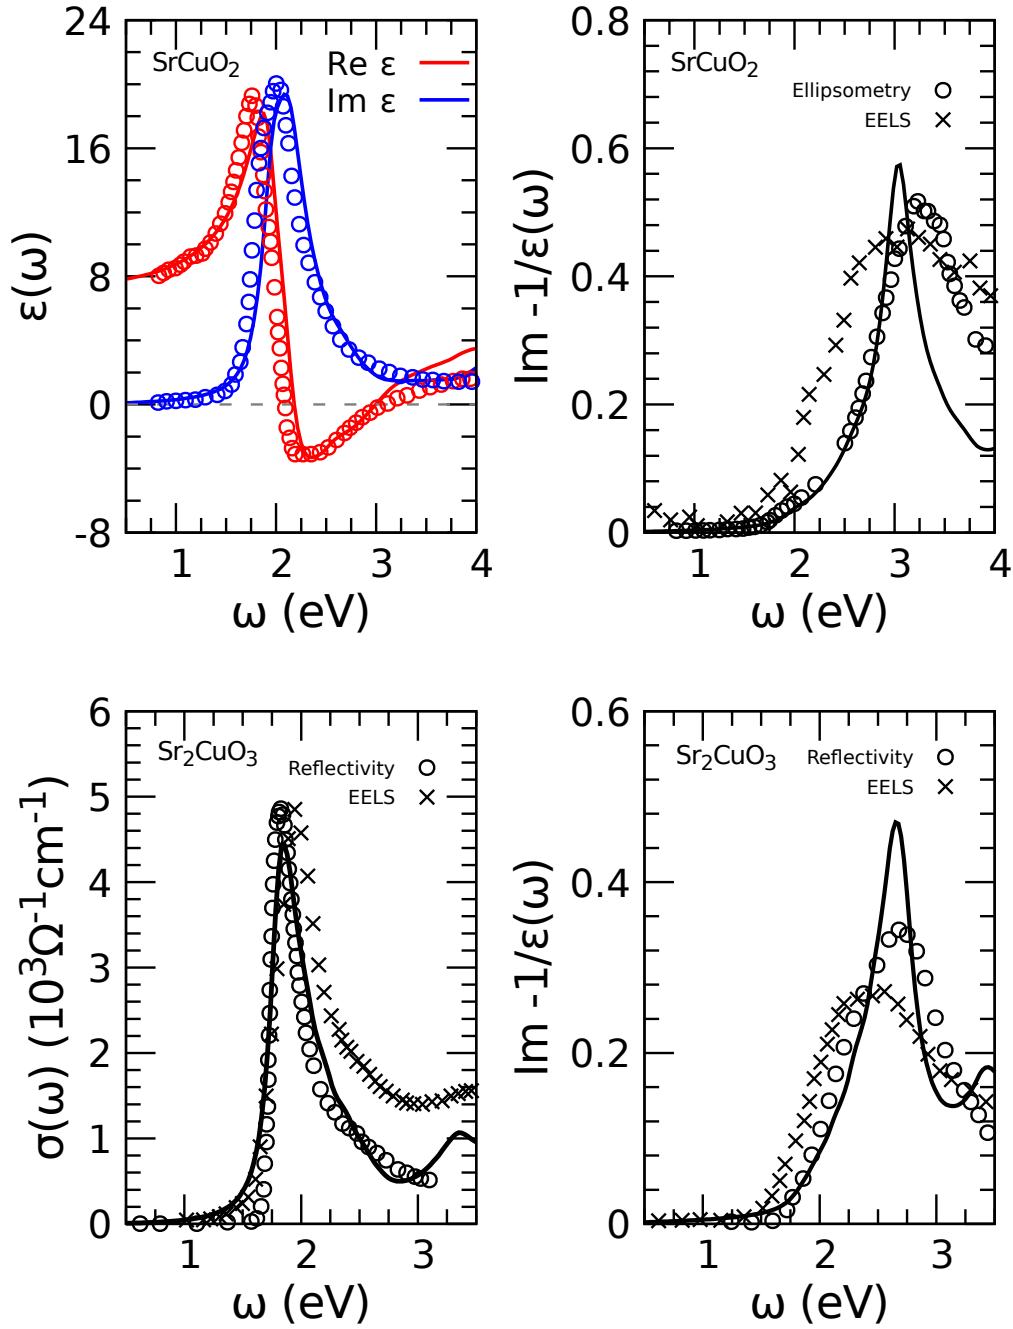 24
16
8
0
-8
1
2
3
4
ε(ω)
ω (eV)
SrCuO₂
Re ε
Im ε
0.8
0.6
0.4
0.2
0
1
2
3
4
Im -1/ε(ω)
ω (eV)
SrCuO₂
Ellipsometry
EELS
6
5
4
3
2
1
0
1
2
3
σ(ω) (10³Ω⁻¹cm⁻¹)
ω (eV)
Sr₂CuO₃
Reflectivity
EELS
0.6
0.4
0.2
0
1
2
3
Im -1/ε(ω)
ω (eV)
Sr₂CuO₃
Reflectivity
EELS